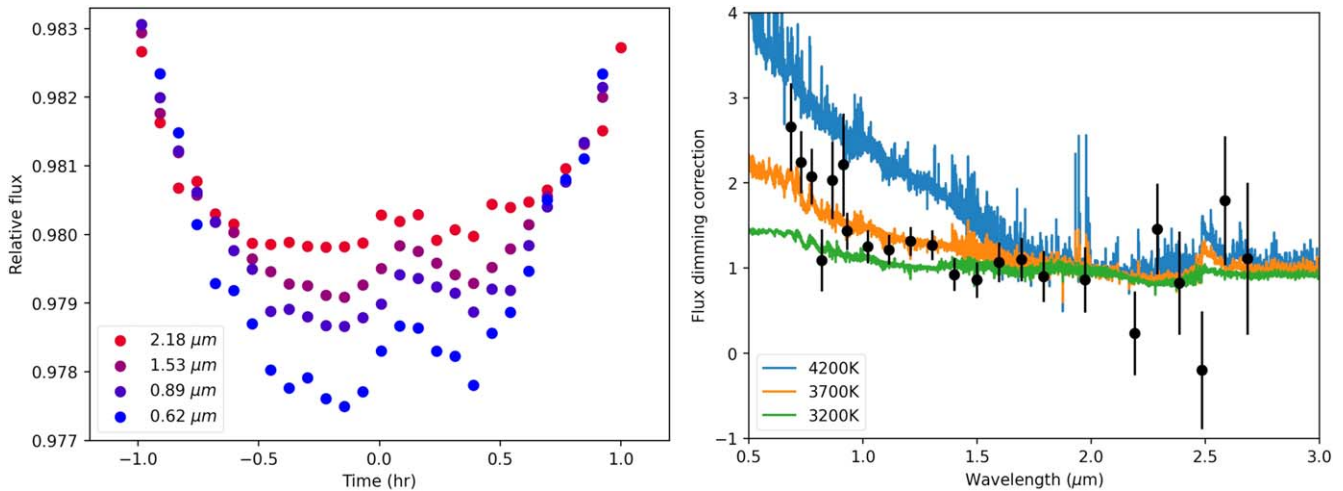 0.983
0.982
0.981
0.980
0.979
0.978
0.977
Relative flux
2.18 μm
1.53 μm
0.89 μm
0.62 μm
−1.0
−0.5
0.0
0.5
1.0
Time (hr)
4
3
2
1
0
−1
Flux dimming correction
4200K
3700K
3200K
0.5
1.0
1.5
2.0
2.5
3.0
Wavelength (μm)